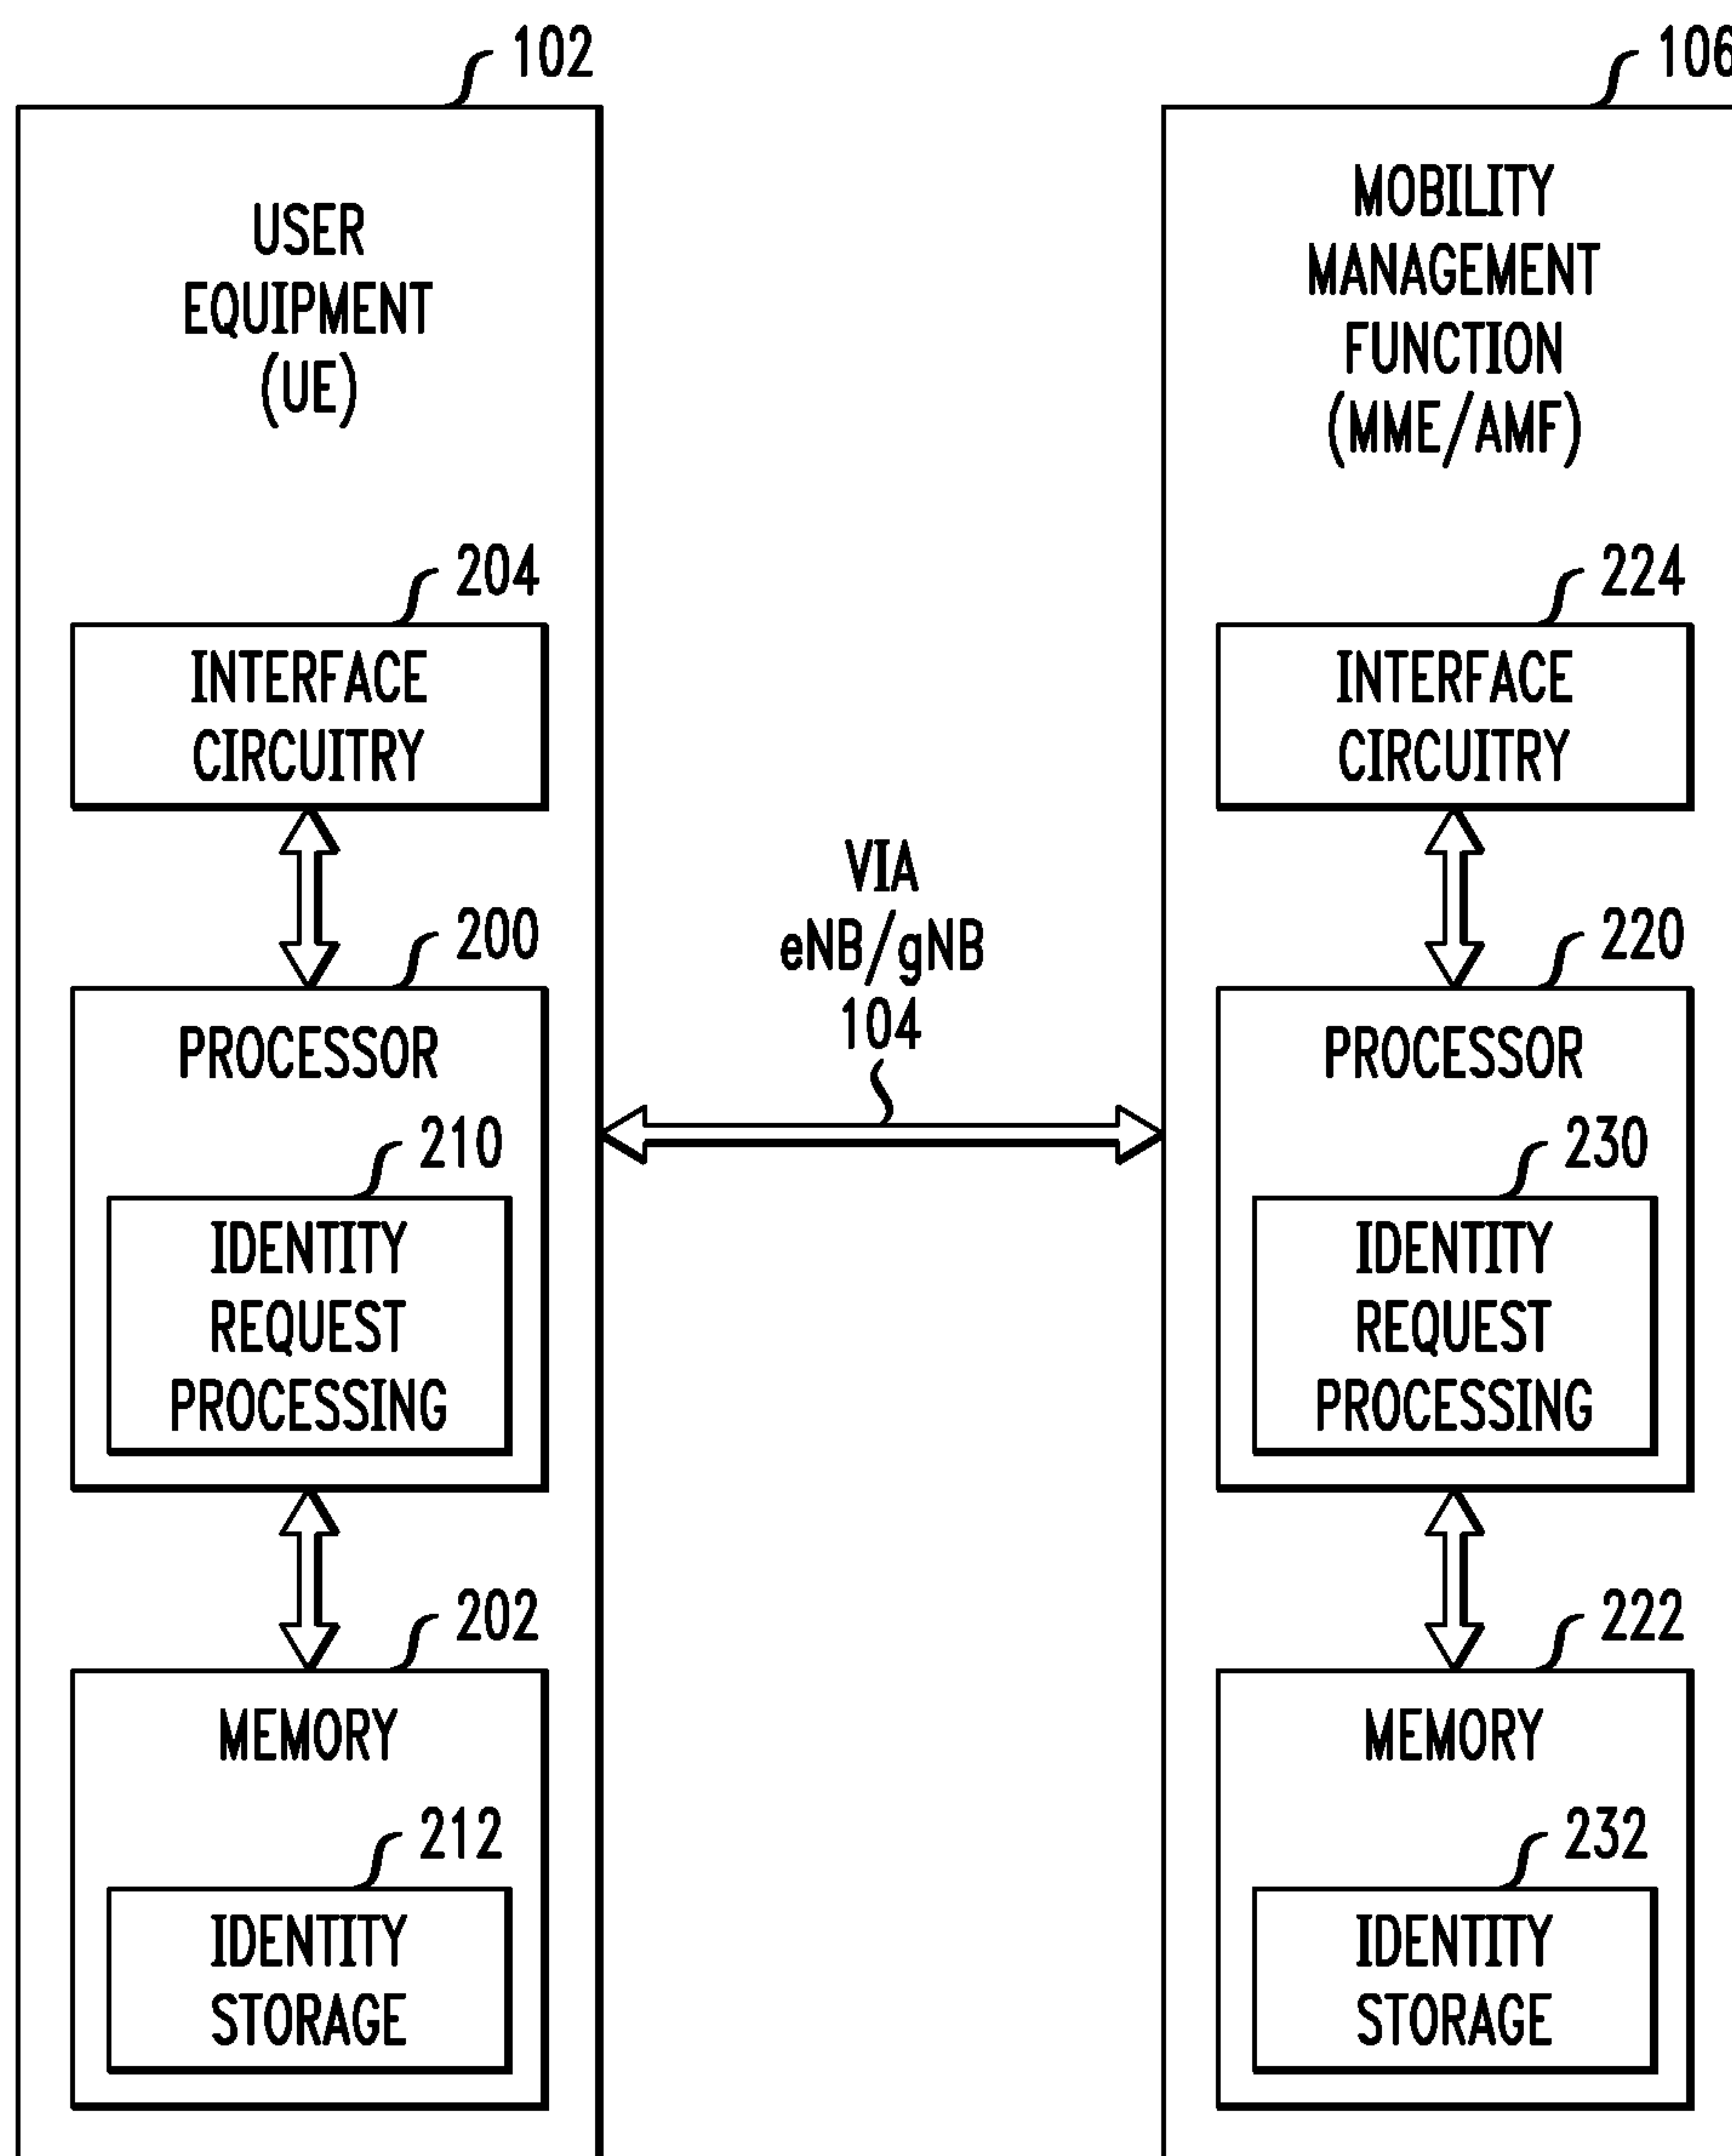 102
USER
EQUIPMENT
(UE)
204
INTERFACE
CIRCUITRY
200
PROCESSOR
210
IDENTITY
REQUEST
PROCESSING
202
MEMORY
212
IDENTITY
STORAGE
VIA
eNB/gNB
104
106
MOBILITY
MANAGEMENT
FUNCTION
(MME/AMF)
224
INTERFACE
CIRCUITRY
220
PROCESSOR
230
IDENTITY
REQUEST
PROCESSING
222
MEMORY
232
IDENTITY
STORAGE